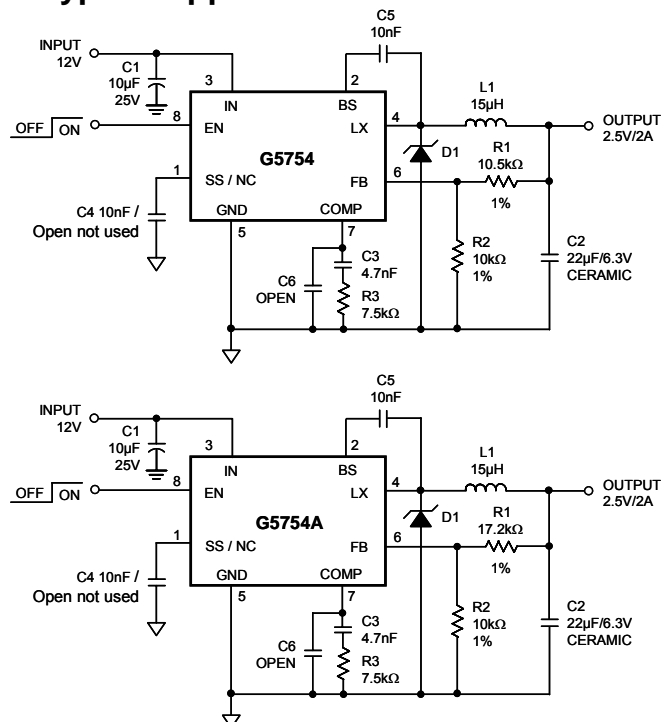 C5
10nF
INPUT
12V
C1
10µF
25V
3
2
IN
BS
L1
15µH
OFF ON
8
EN
LX
4
OUTPUT
2.5V/2A
G5754
D1
R1
10.5kΩ
1%
1
SS / NC
FB
6
C4 10nF /
Open not used
GND
COMP
5
7
C6
OPEN
C3
4.7nF
R3
7.5kΩ
R2
10kΩ
1%
C2
22µF/6.3V
CERAMIC
C5
10nF
INPUT
12V
C1
10µF
25V
3
2
IN
BS
L1
15µH
OFF ON
8
EN
LX
4
OUTPUT
2.5V/2A
G5754A
D1
R1
17.2kΩ
1%
1
SS / NC
FB
6
C4 10nF /
Open not used
GND
COMP
5
7
C6
OPEN
C3
4.7nF
R3
7.5kΩ
R2
10kΩ
1%
C2
22µF/6.3V
CERAMIC